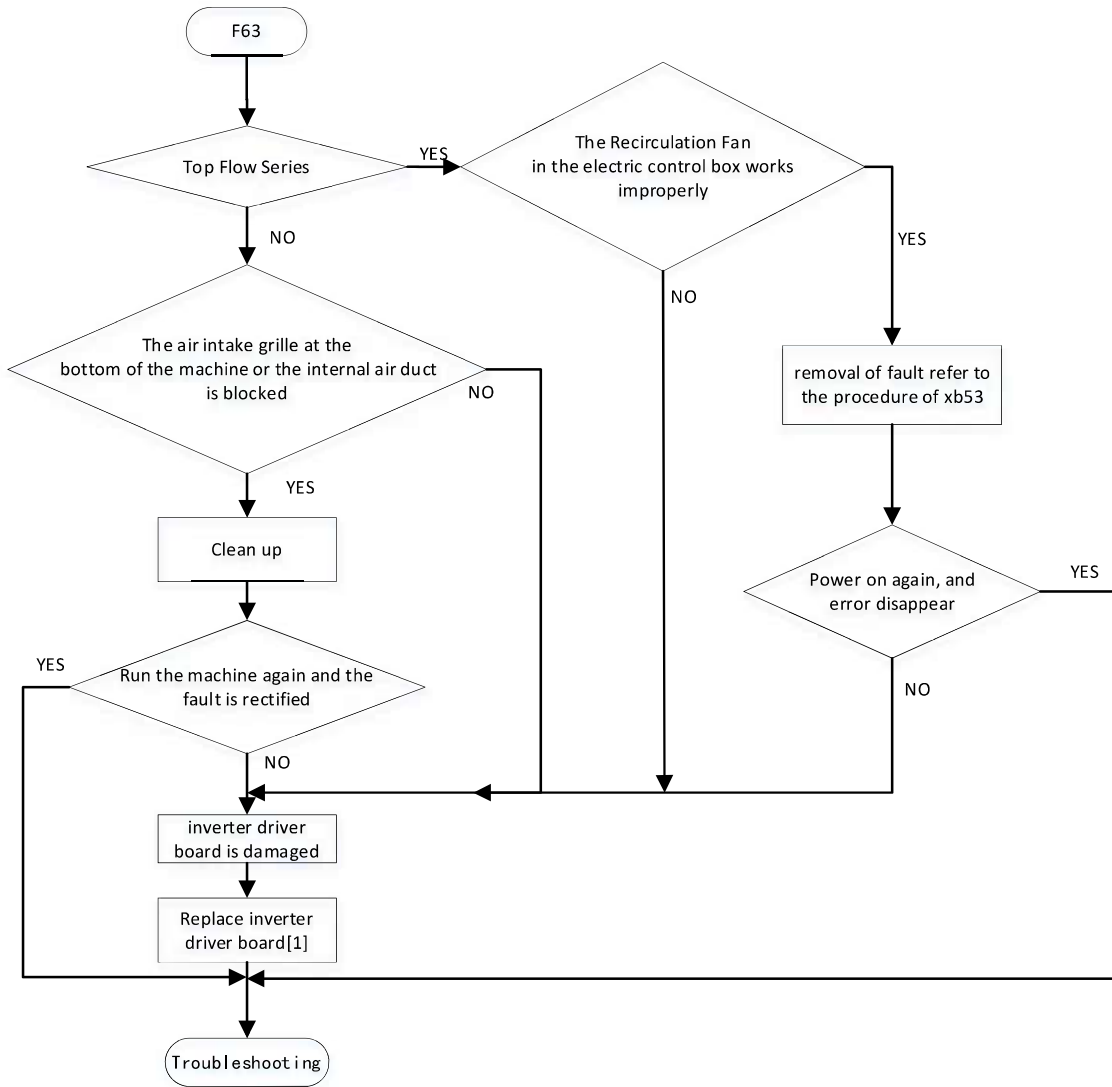 F63
Top Flow Series
YES
The Recirculation Fan
in the electric control box works
improperly
NO
YES
NO
The air intake grille at the
bottom of the machine or the internal air duct
is blocked
NO
removal of fault refer to
the procedure of xb53
YES
Clean up
Power on again, and
error disappear
YES
YES
Run the machine again and the
fault is rectified
NO
NO
inverter driver
board is damaged
Replace inverter
driver board[1]
Troubleshooting